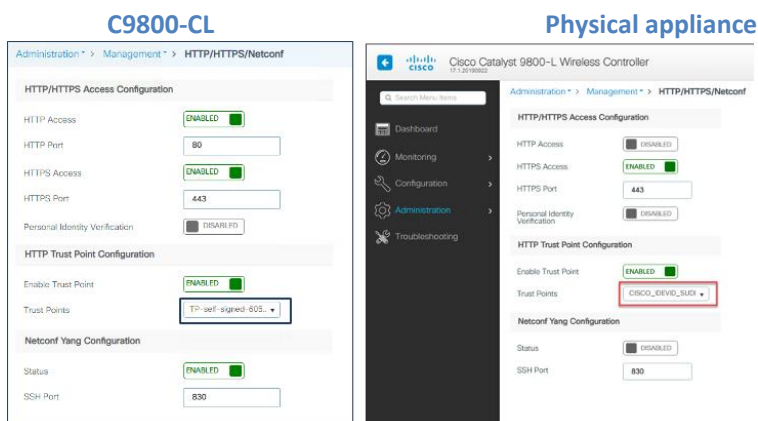 C9800-CL
Administration > Management > HTTP/HTTPS/Netconf
HTTP/HTTPS Access Configuration
HTTP Access ENABLED
HTTP Port 80
HTTPS Access ENABLED
HTTPS Port 443
Personal Identity Verification DISABLED
HTTP Trust Point Configuration
Enable Trust Point ENABLED
Trust Points TP-self-signed-605..
Netconf Yang Configuration
Status ENABLED
SSH Port 830
Physical appliance
CISCO
Cisco Catalyst 9800-L Wireless Controller
Search Menu Items
Dashboard
Monitoring
Configuration
Administration
Troubleshooting
Administration > Management > HTTP/HTTPS/Netconf
HTTP/HTTPS Access Configuration
HTTP Access DISABLED
HTTPS Access ENABLED
HTTPS Port 443
Personal Identity
Verification DISABLED
HTTP Trust Point Configuration
Enable Trust Point ENABLED
Trust Points CISCO_IDEVID_SUDI
Netconf Yang Configuration
Status DISABLED
SSH Port 830